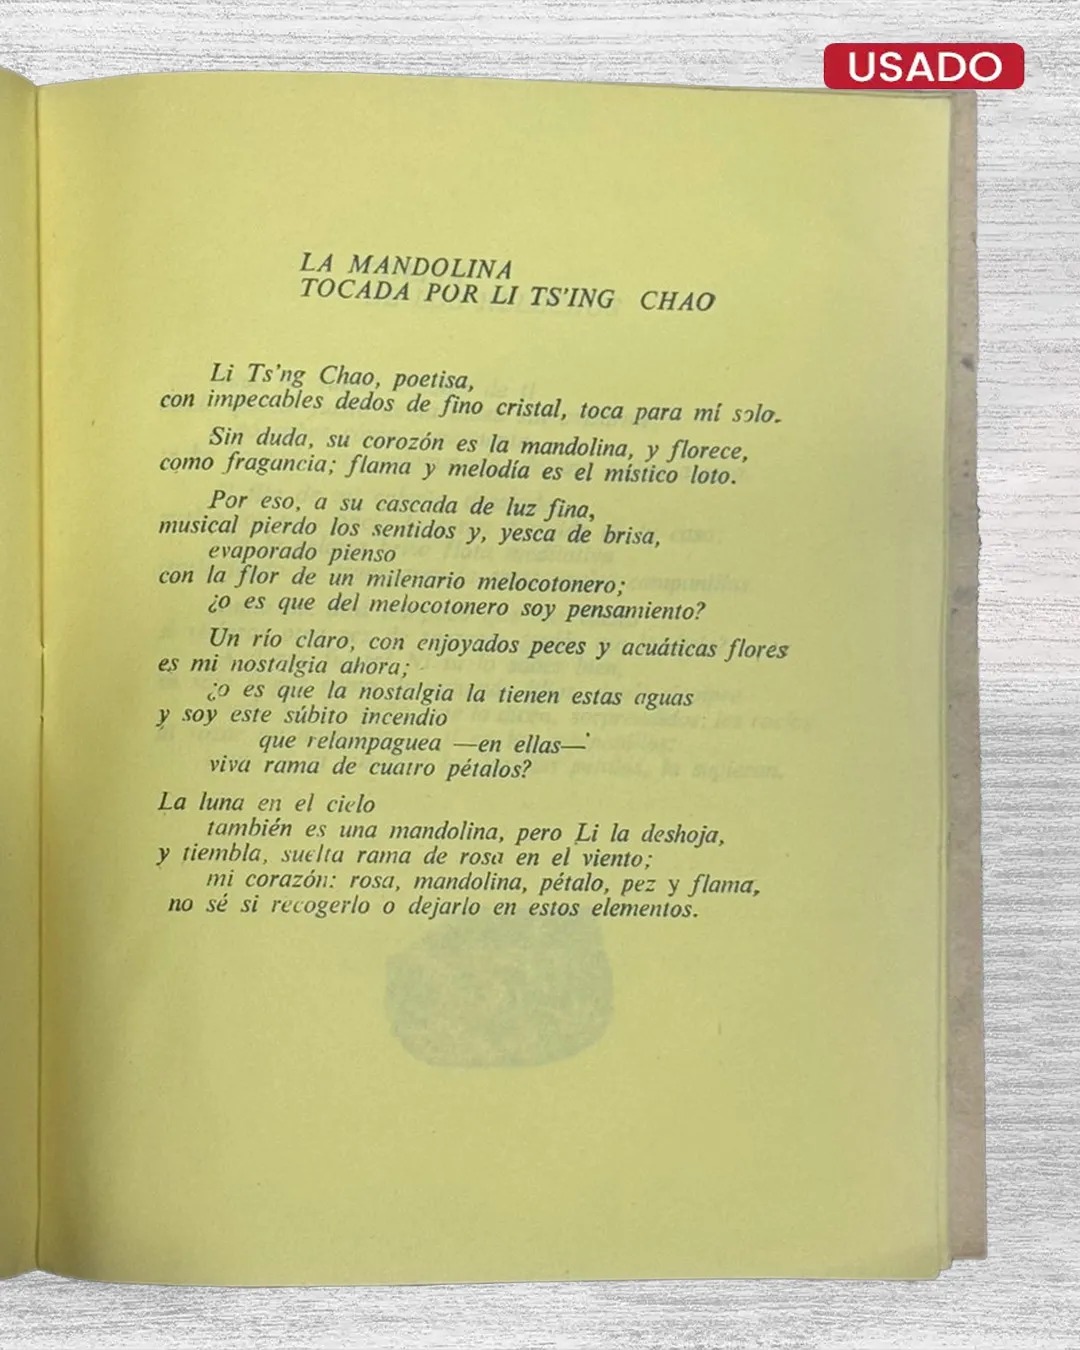 USADO
LA MANDOLINA
TOCADA POR LI TS'ING CHAO
Li Ts'ng Chao, poetisa,
con impecables dedos de fino cristal, toca para mí solo.
Sin duda, su corozón es la mandolina, y florece,
como fragancia; flama y melodía es el místico loto.
Por eso, a su cascada de luz fina,
musical pierdo los sentidos y, yesca de brisa,
evaporado pienso
con la flor de un milenario melocotonero;
¿o es que del melocotonero soy pensamiento?
Un río claro, con enjoyados peces y acuáticas flores
es mi nostalgia ahora;
¿o es que la nostalgia la tienen estas aguas
y soy este súbito incendio
que relampaguea —en ellas—
viva rama de cuatro pétalos?
La luna en el cielo
también es una mandolina, pero Li la deshoja,
y tiembla, suelta rama de rosa en el viento;
mi corazón: rosa, mandolina, pétalo, pez y flama,
no sé si recogerlo o dejarlo en estos elementos.